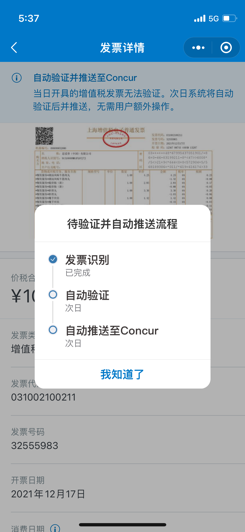 5:37
5G
发票详情
自动验证并推送至Concur
当日开具的增值税发票无法验证。次日系统将自动
验证后并推送，无需用户额外操作。
待验证并自动推送流程
发票识别
已完成
自动验证
次日
自动推送至Concur
次日
我知道了
价税合
¥10
发票类
增值税
发票代
031002100211
发票号码
32555983
开票日期
2021年12月17日
消费日期